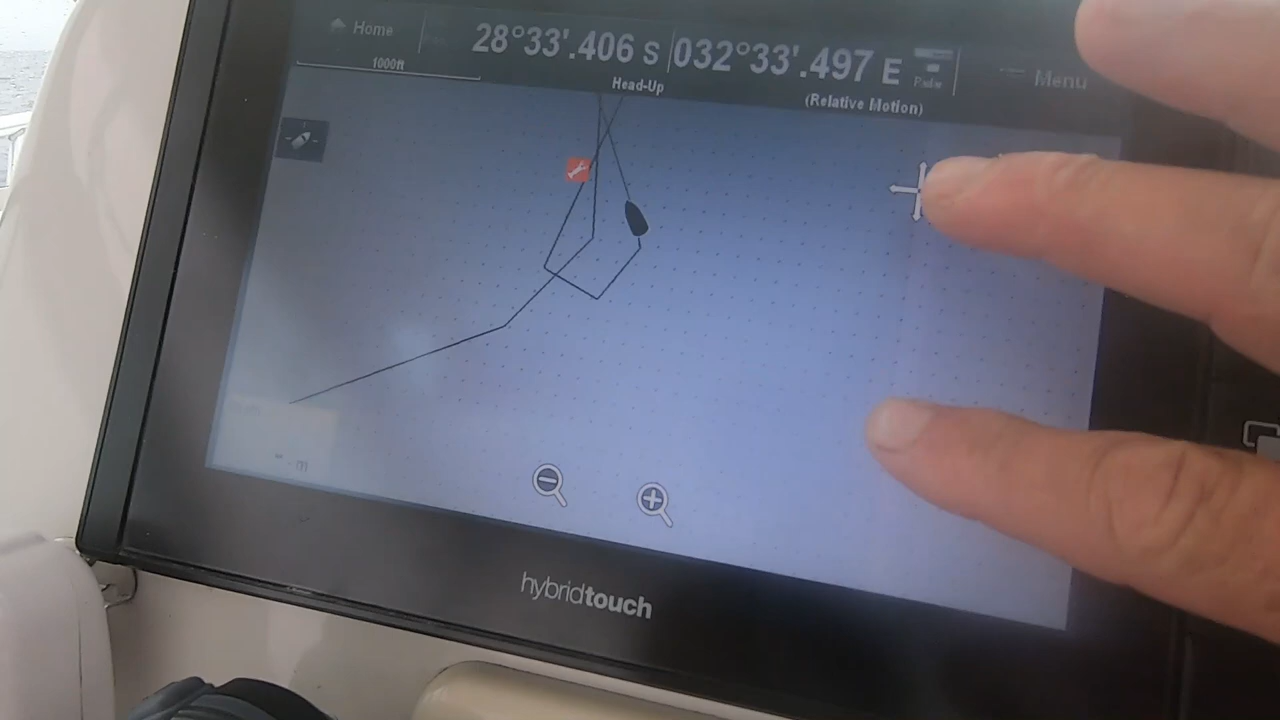 Home
28°33'.406 S
032°33'.497 E
Menu
1000ft
Head-Up
(Relative Motion)
-- m
hybridtouch